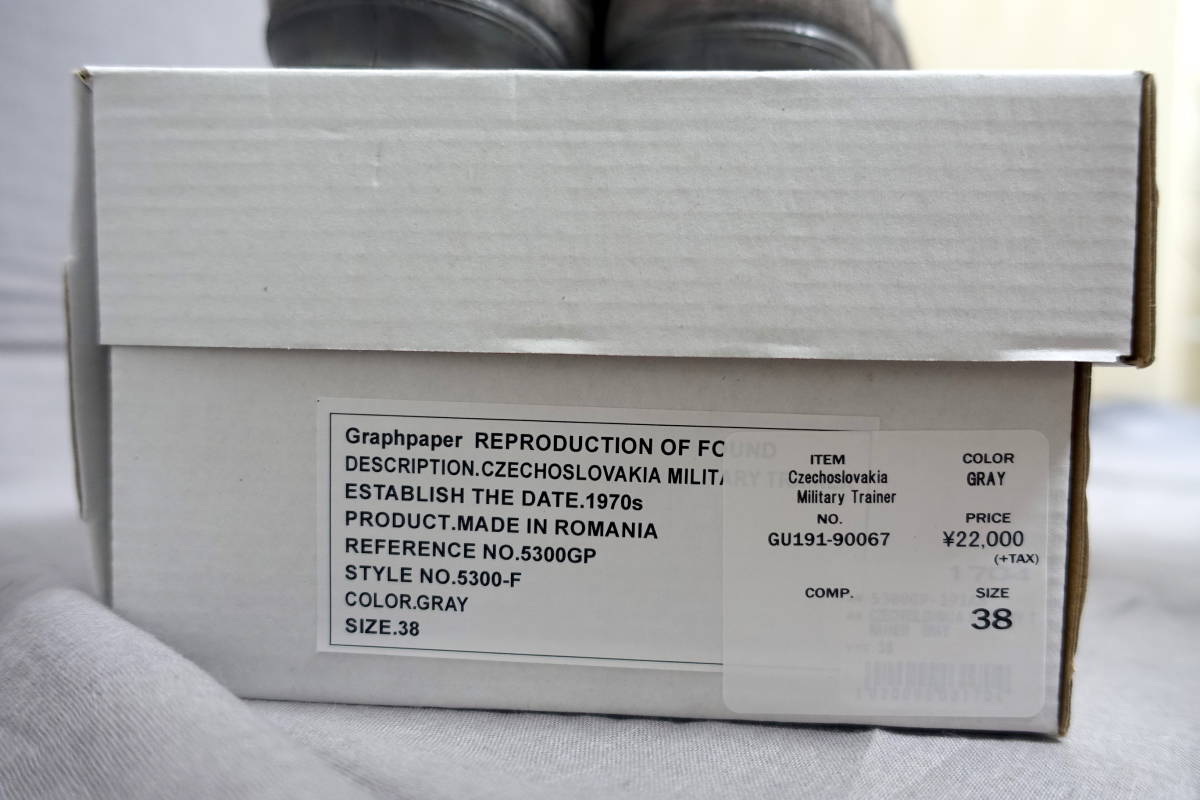 Graphpaper REPRODUCTION OF FOUND
DESCRIPTION.CZECHOSLOVAKIA MILITARY
ESTABLISH THE DATE.1970s
PRODUCT.MADE IN ROMANIA
REFERENCE NO.5300GP
STYLE NO.5300-F
COLOR.GRAY
SIZE.38
ITEM
Czechoslovakia
Military Trainer
NO.
GU191-90067
COMP.
COLOR
GRAY
PRICE
¥22,000
(+TAX)
SIZE
38